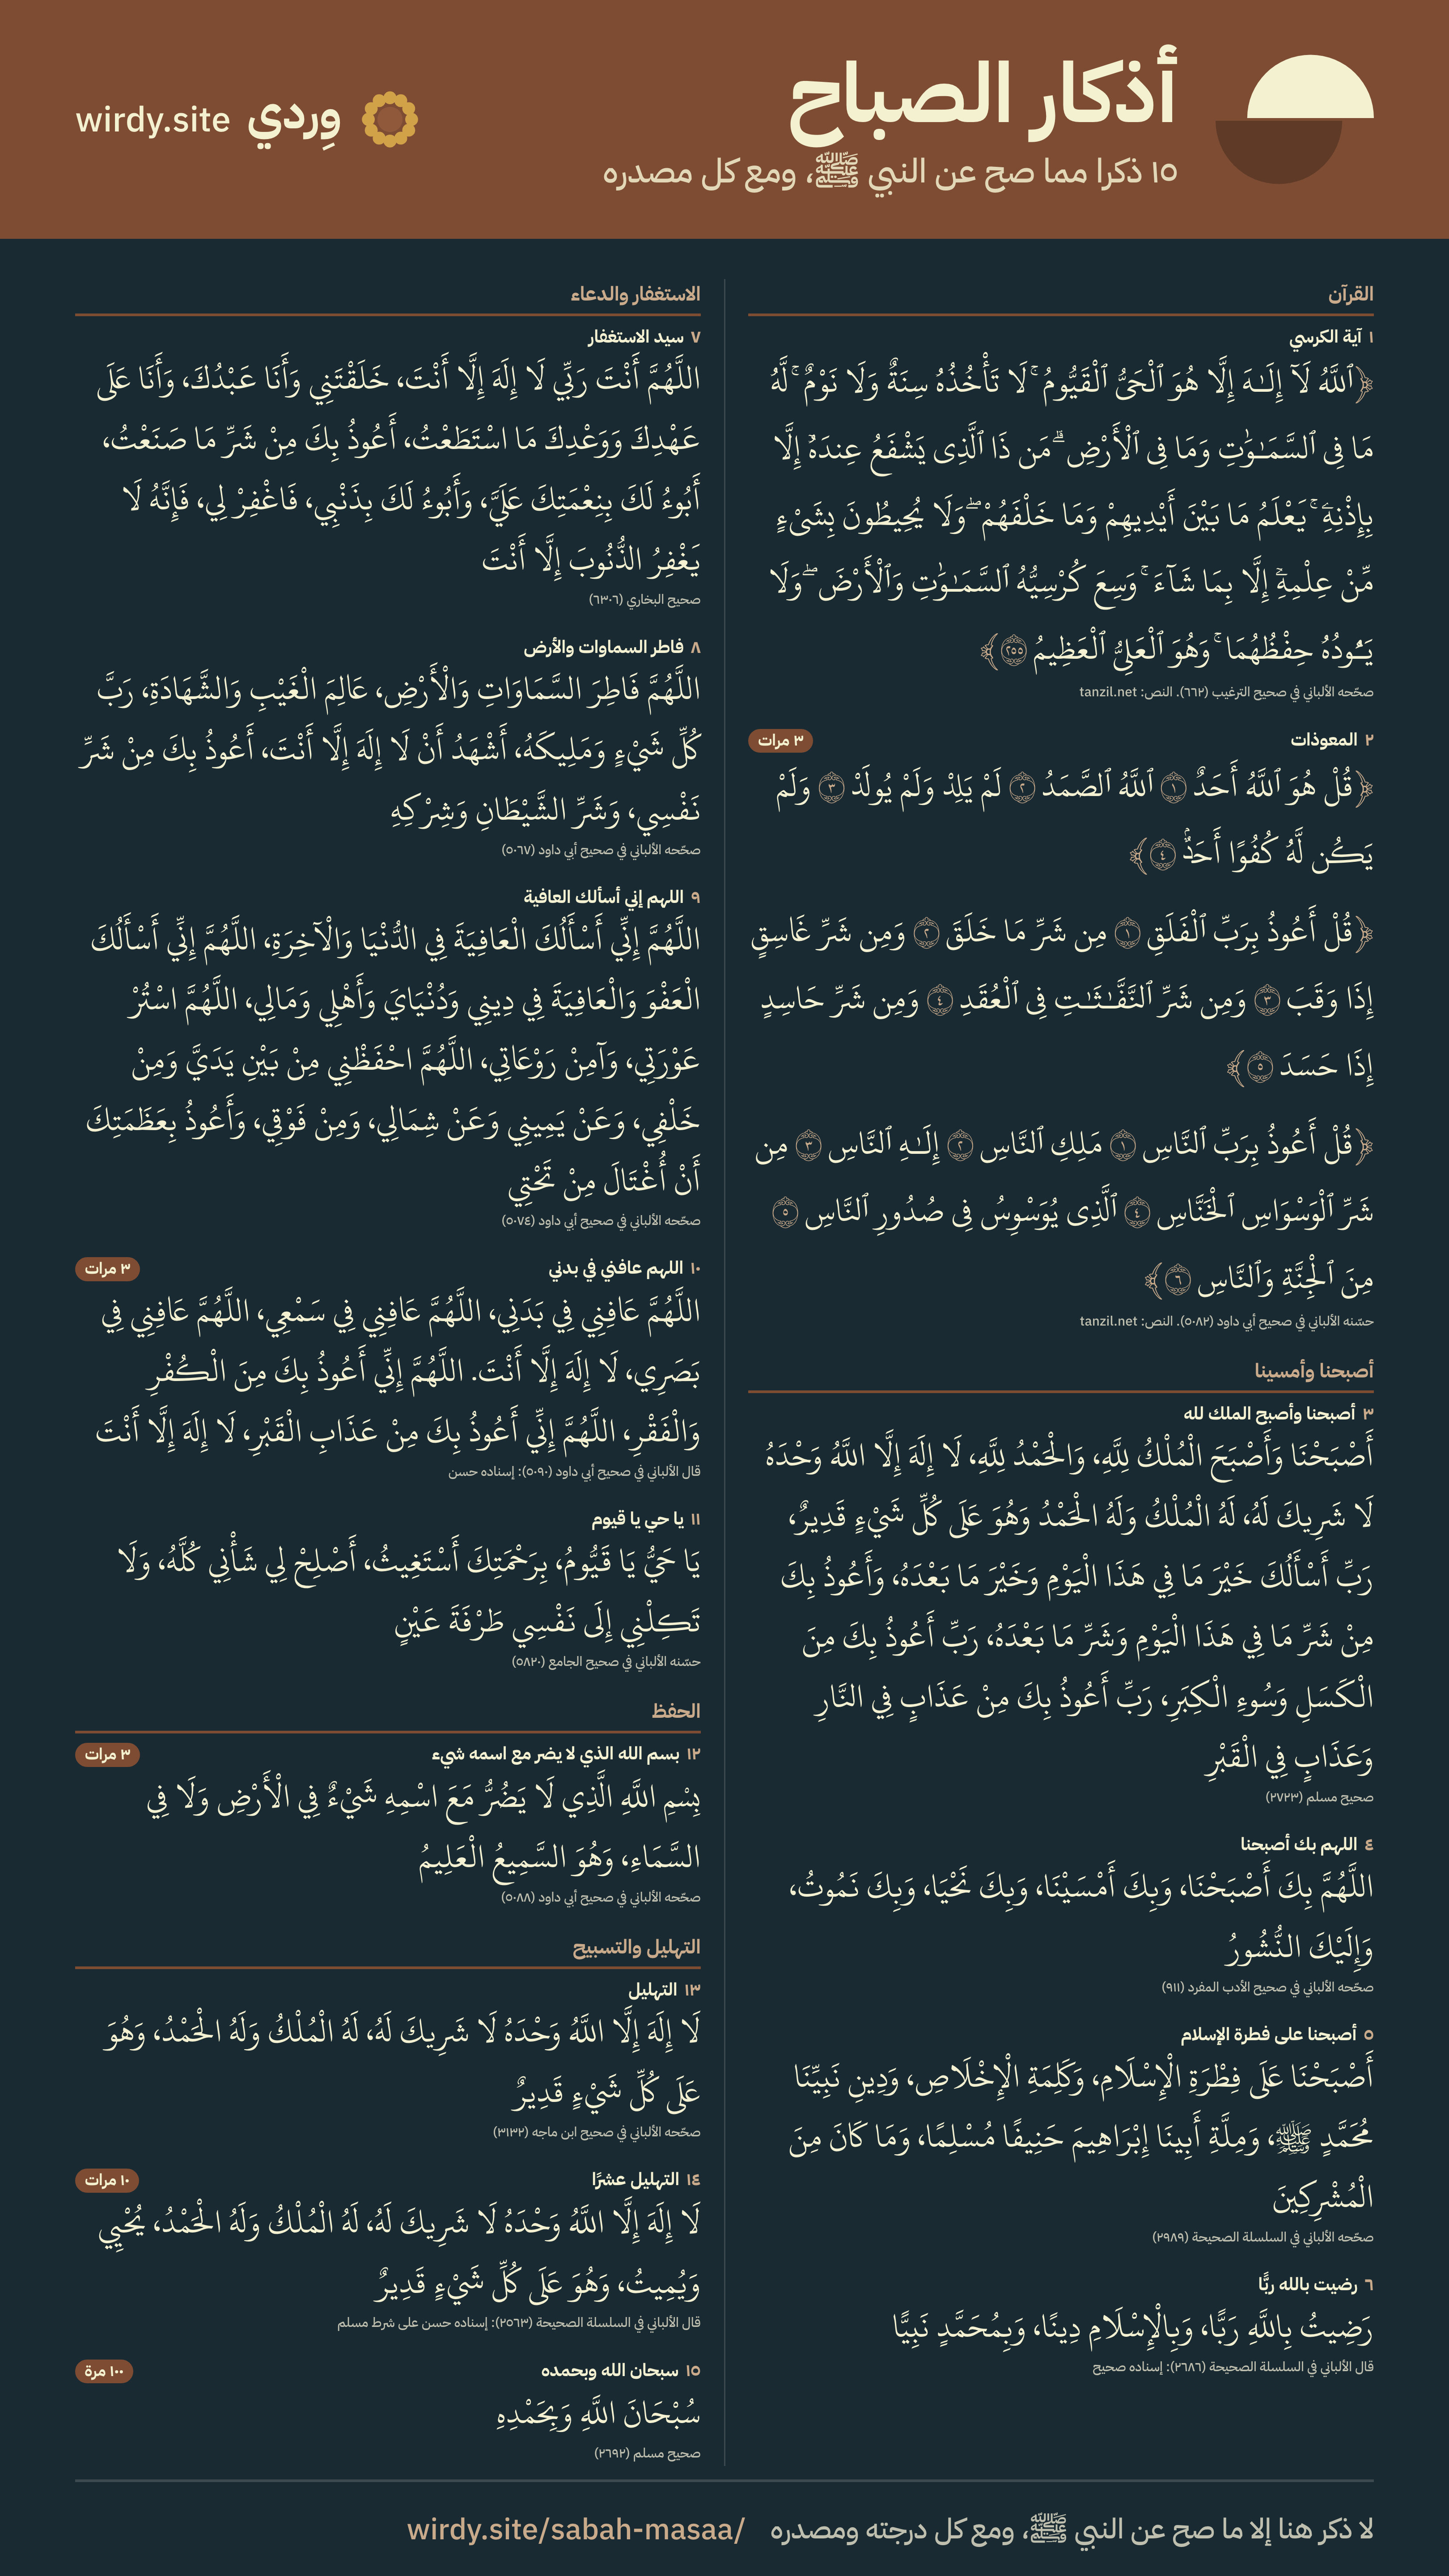 أذكار الصباح
١٥ ذكرا مما صح عن النبي ﷺ، ومع كل مصدره
وِردي wirdy.site
القرآن
١ آية الكرسي
﴿ٱللَّهُ لَآ إِلَـٰهَ إِلَّا هُوَ ٱلْحَىُّ ٱلْقَيُّومُ ۚ لَا تَأْخُذُهُۥ سِنَةٌ وَلَا نَوْمٌ ۚ لَّهُۥ
مَا فِى ٱلسَّمَـٰوَٰتِ وَمَا فِى ٱلْأَرْضِ ۗ مَن ذَا ٱلَّذِى يَشْفَعُ عِندَهُۥٓ إِلَّا
بِإِذْنِهِۦ ۚ يَعْلَمُ مَا بَيْنَ أَيْدِيهِمْ وَمَا خَلْفَهُمْ ۖ وَلَا يُحِيطُونَ بِشَىْءٍ
مِّنْ عِلْمِهِۦٓ إِلَّا بِمَا شَآءَ ۚ وَسِعَ كُرْسِيُّهُ ٱلسَّمَـٰوَٰتِ وَٱلْأَرْضَ ۖ وَلَا
يَـُٔودُهُۥ حِفْظُهُمَا ۚ وَهُوَ ٱلْعَلِىُّ ٱلْعَظِيمُ ٢٥٥﴾
صحّحه الألباني في صحيح الترغيب (٦٦٢). النص: tanzil.net
٢ المعوذات
٣ مرات
﴿قُلْ هُوَ ٱللَّهُ أَحَدٌ ١ ٱللَّهُ ٱلصَّمَدُ ٢ لَمْ يَلِدْ وَلَمْ يُولَدْ ٣ وَلَمْ
يَكُن لَّهُۥ كُفُوًا أَحَدٌۢ ٤﴾
﴿قُلْ أَعُوذُ بِرَبِّ ٱلْفَلَقِ ١ مِن شَرِّ مَا خَلَقَ ٢ وَمِن شَرِّ غَاسِقٍ
إِذَا وَقَبَ ٣ وَمِن شَرِّ ٱلنَّفَّـٰثَـٰتِ فِى ٱلْعُقَدِ ٤ وَمِن شَرِّ حَاسِدٍ
إِذَا حَسَدَ ٥﴾
﴿قُلْ أَعُوذُ بِرَبِّ ٱلنَّاسِ ١ مَلِكِ ٱلنَّاسِ ٢ إِلَـٰهِ ٱلنَّاسِ ٣ مِن
شَرِّ ٱلْوَسْوَاسِ ٱلْخَنَّاسِ ٤ ٱلَّذِى يُوَسْوِسُ فِى صُدُورِ ٱلنَّاسِ ٥
مِنَ ٱلْجِنَّةِ وَٱلنَّاسِ ٦﴾
حسّنه الألباني في صحيح أبي داود (٥٠٨٢). النص: tanzil.net
أصبحنا وأمسينا
٣ أصبحنا وأصبح الملك لله
أَصْبَحْنَا وَأَصْبَحَ الْمُلْكُ لِلَّهِ، وَالْحَمْدُ لِلَّهِ، لَا إِلَهَ إِلَّا اللَّهُ وَحْدَهُ
لَا شَرِيكَ لَهُ، لَهُ الْمُلْكُ وَلَهُ الْحَمْدُ وَهُوَ عَلَى كُلِّ شَيْءٍ قَدِيرٌ،
رَبِّ أَسْأَلُكَ خَيْرَ مَا فِي هَذَا الْيَوْمِ وَخَيْرَ مَا بَعْدَهُ، وَأَعُوذُ بِكَ
مِنْ شَرِّ مَا فِي هَذَا الْيَوْمِ وَشَرِّ مَا بَعْدَهُ، رَبِّ أَعُوذُ بِكَ مِنَ
الْكَسَلِ وَسُوءِ الْكِبَرِ، رَبِّ أَعُوذُ بِكَ مِنْ عَذَابٍ فِي النَّارِ
وَعَذَابٍ فِي الْقَبْرِ
صحيح مسلم (٢٧٢٣)
٤ اللهم بك أصبحنا
اللَّهُمَّ بِكَ أَصْبَحْنَا، وَبِكَ أَمْسَيْنَا، وَبِكَ نَحْيَا، وَبِكَ نَمُوتُ،
وَإِلَيْكَ النُّشُورُ
صحّحه الألباني في صحيح الأدب المفرد (٩١١)
٥ أصبحنا على فطرة الإسلام
أَصْبَحْنَا عَلَى فِطْرَةِ الْإِسْلَامِ، وَكَلِمَةِ الْإِخْلَاصِ، وَدِينِ نَبِيِّنَا
مُحَمَّدٍ ﷺ، وَمِلَّةِ أَبِينَا إِبْرَاهِيمَ حَنِيفًا مُسْلِمًا، وَمَا كَانَ مِنَ
الْمُشْرِكِينَ
صحّحه الألباني في السلسلة الصحيحة (٢٩٨٩)
٦ رضيت بالله ربًّا
رَضِيتُ بِاللَّهِ رَبًّا، وَبِالْإِسْلَامِ دِينًا، وَبِمُحَمَّدٍ نَبِيًّا
قال الألباني في السلسلة الصحيحة (٢٦٨٦): إسناده صحيح
الاستغفار والدعاء
٧ سيد الاستغفار
اللَّهُمَّ أَنْتَ رَبِّي لَا إِلَهَ إِلَّا أَنْتَ، خَلَقْتَنِي وَأَنَا عَبْدُكَ، وَأَنَا عَلَى
عَهْدِكَ وَوَعْدِكَ مَا اسْتَطَعْتُ، أَعُوذُ بِكَ مِنْ شَرِّ مَا صَنَعْتُ،
أَبُوءُ لَكَ بِنِعْمَتِكَ عَلَيَّ، وَأَبُوءُ لَكَ بِذَنْبِي، فَاغْفِرْ لِي، فَإِنَّهُ لَا
يَغْفِرُ الذُّنُوبَ إِلَّا أَنْتَ
صحيح البخاري (٦٣٠٦)
٨ فاطر السماوات والأرض
اللَّهُمَّ فَاطِرَ السَّمَاوَاتِ وَالْأَرْضِ، عَالِمَ الْغَيْبِ وَالشَّهَادَةِ، رَبَّ
كُلِّ شَيْءٍ وَمَلِيكَهُ، أَشْهَدُ أَنْ لَا إِلَهَ إِلَّا أَنْتَ، أَعُوذُ بِكَ مِنْ شَرِّ
نَفْسِي، وَشَرِّ الشَّيْطَانِ وَشِرْكِهِ
صحّحه الألباني في صحيح أبي داود (٥٠٦٧)
٩ اللهم إني أسألك العافية
اللَّهُمَّ إِنِّي أَسْأَلُكَ الْعَافِيَةَ فِي الدُّنْيَا وَالْآخِرَةِ، اللَّهُمَّ إِنِّي أَسْأَلُكَ
الْعَفْوَ وَالْعَافِيَةَ فِي دِينِي وَدُنْيَايَ وَأَهْلِي وَمَالِي، اللَّهُمَّ اسْتُرْ
عَوْرَتِي، وَآمِنْ رَوْعَاتِي، اللَّهُمَّ احْفَظْنِي مِنْ بَيْنِ يَدَيَّ وَمِنْ
خَلْفِي، وَعَنْ يَمِينِي وَعَنْ شِمَالِي، وَمِنْ فَوْقِي، وَأَعُوذُ بِعَظَمَتِكَ
أَنْ أُغْتَالَ مِنْ تَحْتِي
صحّحه الألباني في صحيح أبي داود (٥٠٧٤)
١٠ اللهم عافني في بدني
٣ مرات
اللَّهُمَّ عَافِنِي فِي بَدَنِي، اللَّهُمَّ عَافِنِي فِي سَمْعِي، اللَّهُمَّ عَافِنِي فِي
بَصَرِي، لَا إِلَهَ إِلَّا أَنْتَ. اللَّهُمَّ إِنِّي أَعُوذُ بِكَ مِنَ الْكُفْرِ
وَالْفَقْرِ، اللَّهُمَّ إِنِّي أَعُوذُ بِكَ مِنْ عَذَابِ الْقَبْرِ، لَا إِلَهَ إِلَّا أَنْتَ
قال الألباني في صحيح أبي داود (٥٠٩٠): إسناده حسن
١١ يا حي يا قيوم
يَا حَيُّ يَا قَيُّومُ، بِرَحْمَتِكَ أَسْتَغِيثُ، أَصْلِحْ لِي شَأْنِي كُلَّهُ، وَلَا
تَكِلْنِي إِلَى نَفْسِي طَرْفَةَ عَيْنٍ
حسّنه الألباني في صحيح الجامع (٥٨٢٠)
الحفظ
١٢ بسم الله الذي لا يضر مع اسمه شيء
٣ مرات
بِسْمِ اللَّهِ الَّذِي لَا يَضُرُّ مَعَ اسْمِهِ شَيْءٌ فِي الْأَرْضِ وَلَا فِي
السَّمَاءِ، وَهُوَ السَّمِيعُ الْعَلِيمُ
صحّحه الألباني في صحيح أبي داود (٥٠٨٨)
التهليل والتسبيح
١٣ التهليل
لَا إِلَهَ إِلَّا اللَّهُ وَحْدَهُ لَا شَرِيكَ لَهُ، لَهُ الْمُلْكُ وَلَهُ الْحَمْدُ، وَهُوَ
عَلَى كُلِّ شَيْءٍ قَدِيرٌ
صحّحه الألباني في صحيح ابن ماجه (٣١٣٢)
١٤ التهليل عشرًا
١٠ مرات
لَا إِلَهَ إِلَّا اللَّهُ وَحْدَهُ لَا شَرِيكَ لَهُ، لَهُ الْمُلْكُ وَلَهُ الْحَمْدُ، يُحْيِي
وَيُمِيتُ، وَهُوَ عَلَى كُلِّ شَيْءٍ قَدِيرٌ
قال الألباني في السلسلة الصحيحة (٢٥٦٣): إسناده حسن على شرط مسلم
١٥ سبحان الله وبحمده
١٠٠ مرة
سُبْحَانَ اللَّهِ وَبِحَمْدِهِ
صحيح مسلم (٢٦٩٢)
لا ذكر هنا إلا ما صح عن النبي ﷺ، ومع كل درجته ومصدره wirdy.site/sabah-masaa/